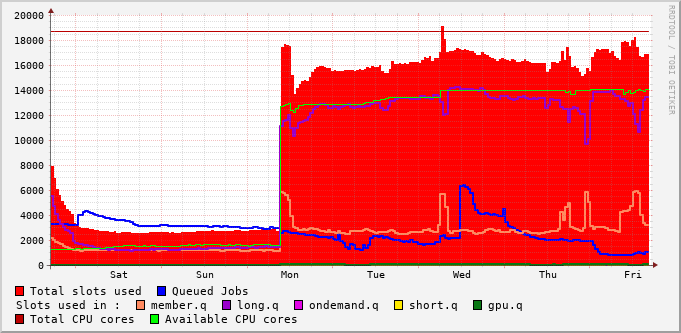 20000
18000
16000
14000
12000
10000
8000
6000
4000
2000
0
Sat Sun Mon Tue Wed Thu Fri
RRDTOOL / TOBI OETIKER
Total slots used Queued Jobs
Slots used in : member.q long.q ondemand.q short.q gpu.q
Total CPU cores Available CPU cores